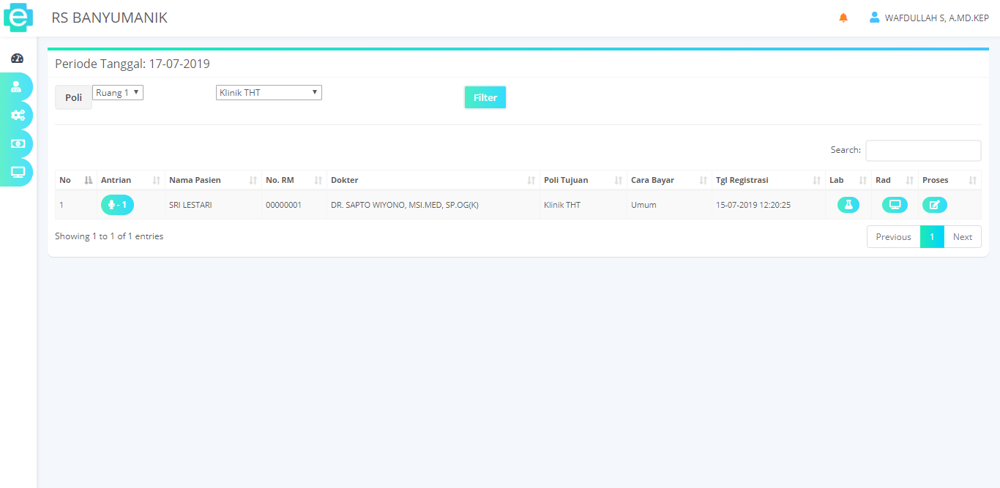 RS BANYUMANIK
WAFDULLAH S, A.MD.KEP
Periode Tanggal: 17-07-2019
Poli Ruang 1 Klinik THT Filter
Search:
No Antrian Nama Pasien No. RM Dokter Poli Tujuan Cara Bayar Tgl Registrasi Lab Rad Proses
1 - 1 SRI LESTARI 00000001 DR. SAPTO WIYONO, MSI.MED, SP.OG(K) Klinik THT Umum 15-07-2019 12:20:25
Showing 1 to 1 of 1 entries
Previous 1 Next